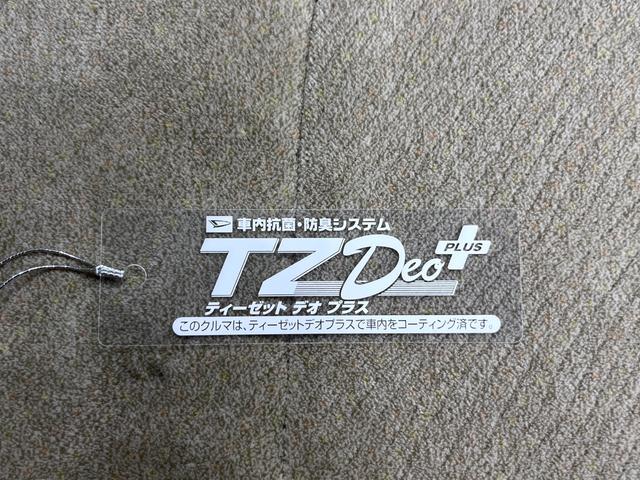 車内抗菌・防臭システム
TZ Deo PLUS
ティーゼット デオ プラス
このクルマは、ティーゼットデオプラスで車内をコーティング済です。